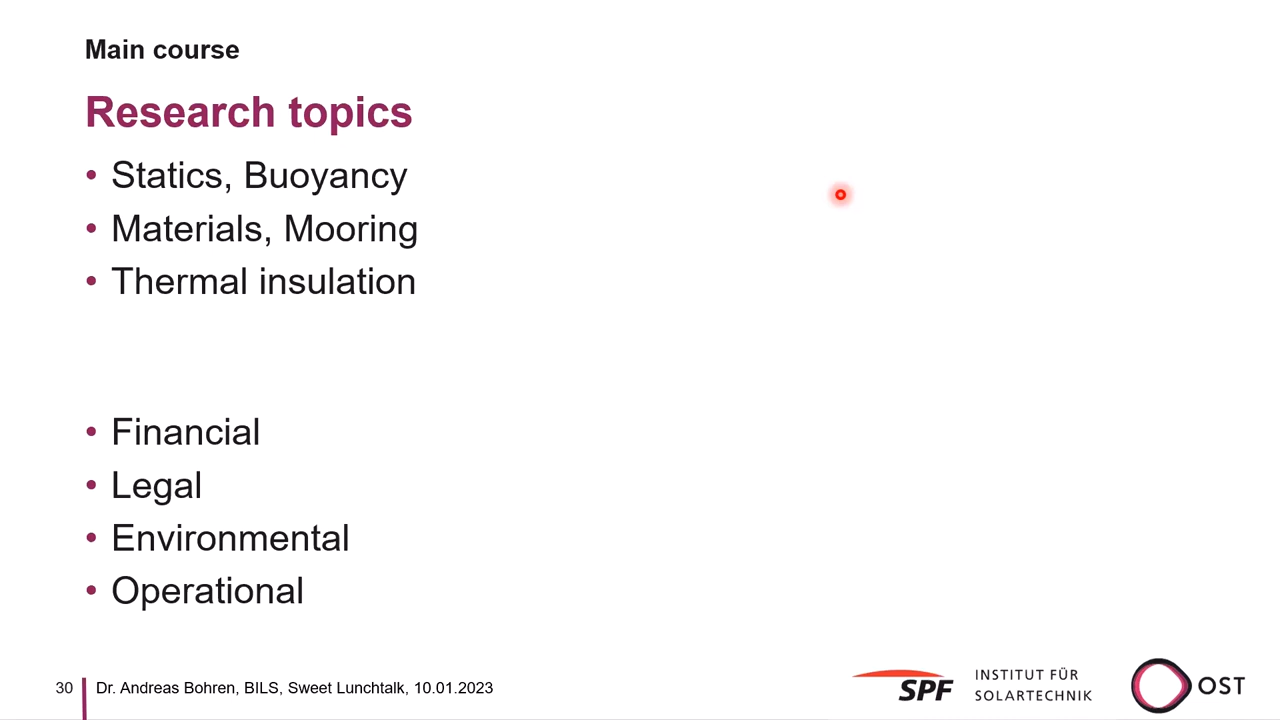 Main course
Research topics
• Statics, Buoyancy
• Materials, Mooring
• Thermal insulation
• Financial
• Legal
• Environmental
• Operational
30 Dr. Andreas Bohren, BILS, Sweet Lunchtalk, 10.01.2023
SPF
INSTITUT FÜR
SOLARTECHNIK
OST